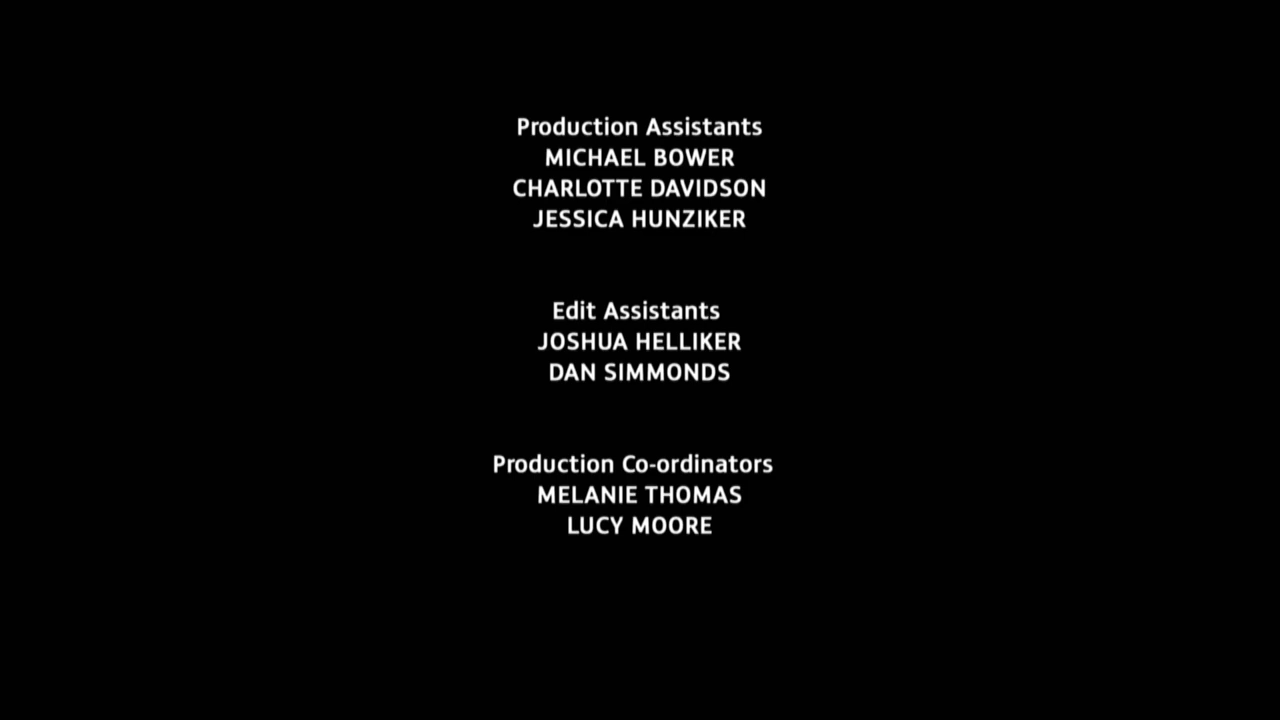 Production Assistants
MICHAEL BOWER
CHARLOTTE DAVIDSON
JESSICA HUNZIKER
Edit Assistants
JOSHUA HELLIKER
DAN SIMMONDS
Production Co-ordinators
MELANIE THOMAS
LUCY MOORE